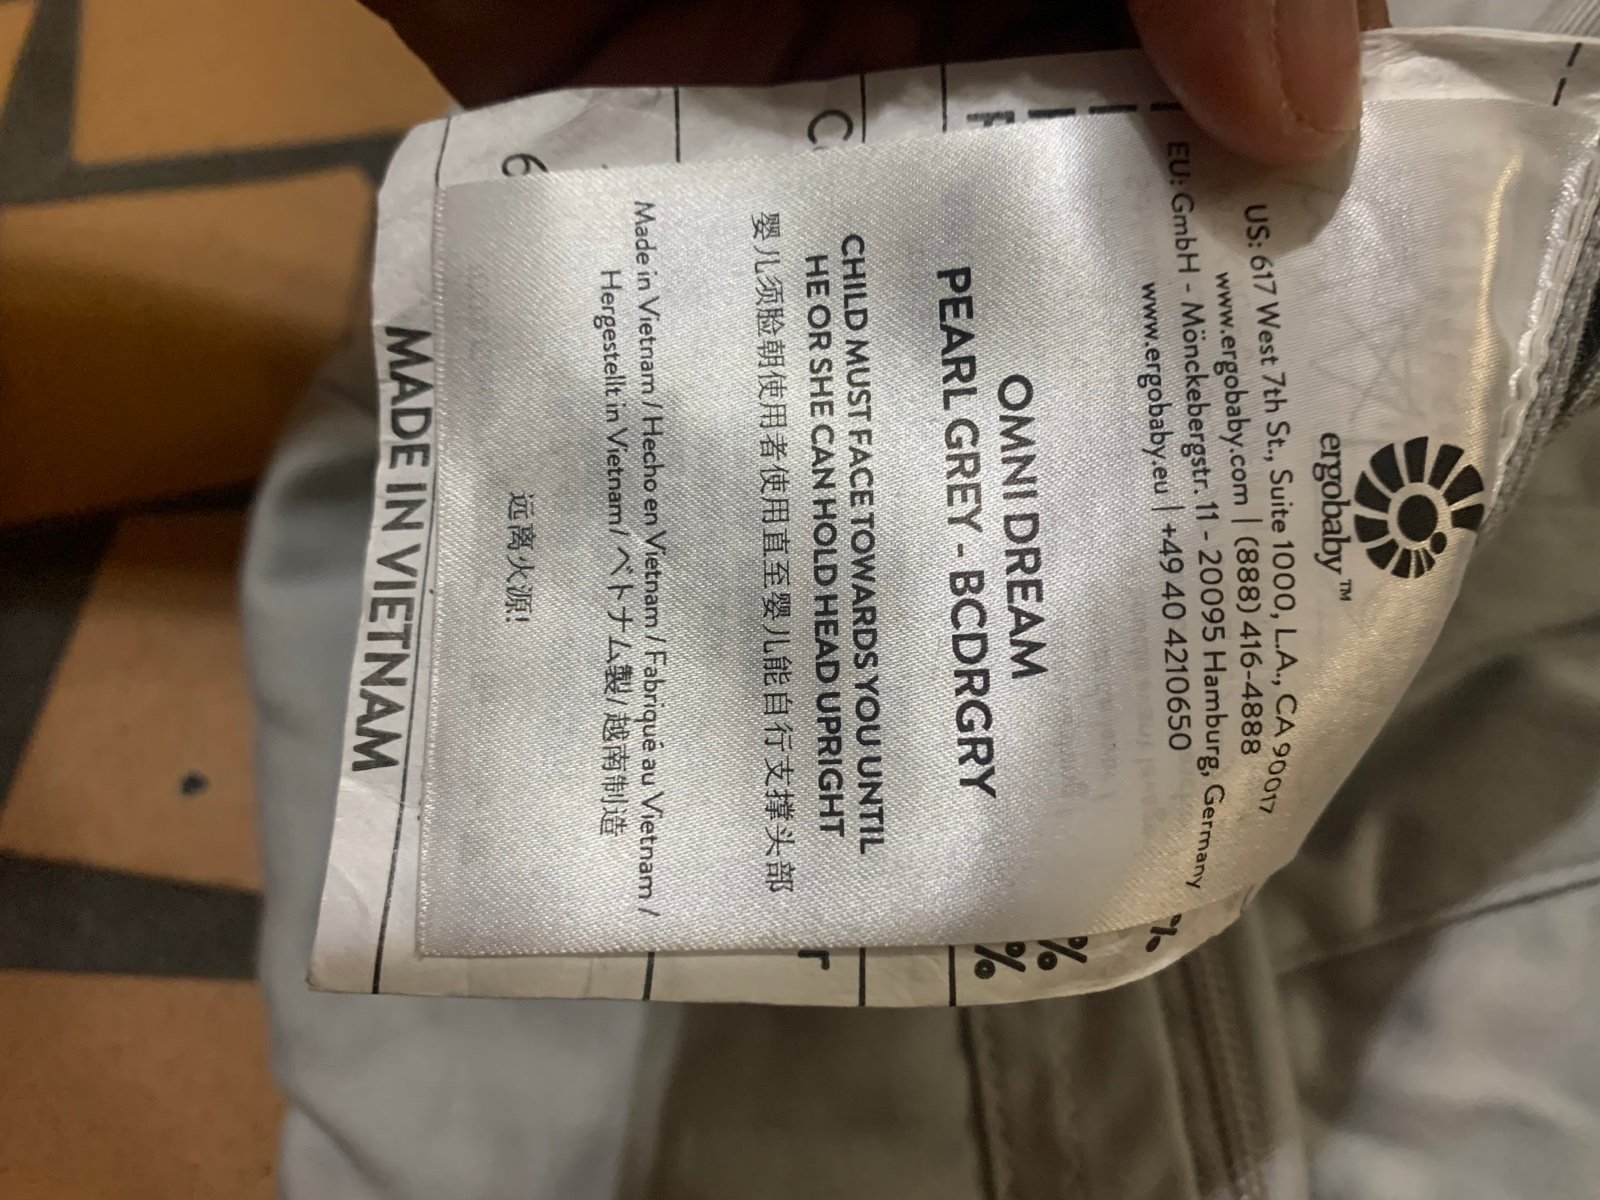 ergobaby™
US: 617 West 7th St., Suite 1000, L.A., CA 90017
www.ergobaby.com | (888) 416-4888
EU: GmbH - Mönckebergstr. 11 - 20095 Hamburg, Germany
www.ergobaby.eu | +49 40 4210650
OMNI DREAM
PEARL GREY - BCDRGRY
CHILD MUST FACE TOWARDS YOU UNTIL
HE OR SHE CAN HOLD HEAD UPRIGHT
婴儿须脸朝使用者使用直至婴儿能自行支撑头部
Made in Vietnam / Hecho en Vietnam / Fabriqué au Vietnam /
Hergestellt in Vietnam/ ベトナム製/ 越南制造
远离火源!
%
%
%
C
r
6
MADE IN VIETNAM